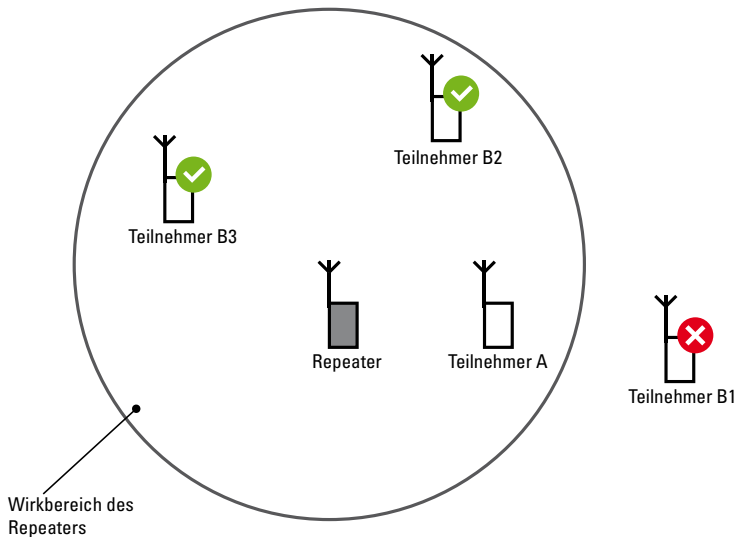 Teilnehmer B2
Teilnehmer B3
Repeater
Teilnehmer A
Teilnehmer B1
Wirkbereich des
Repeaters